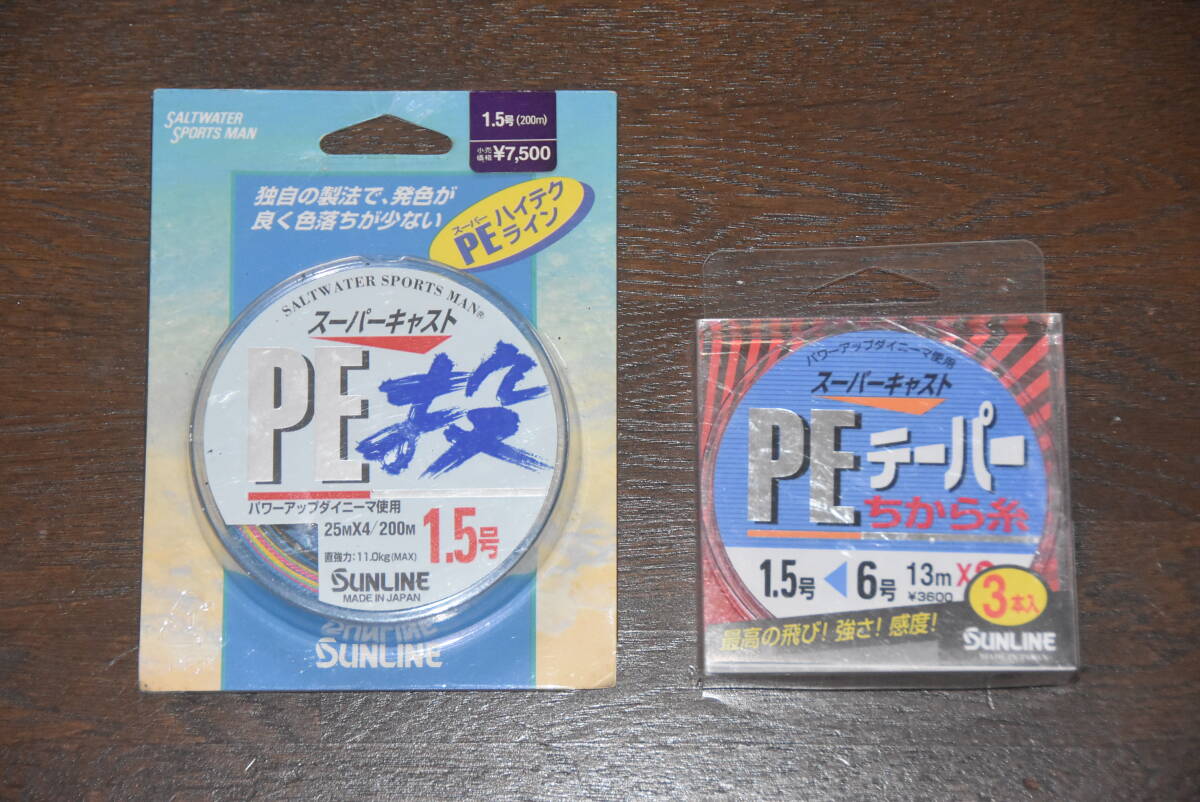 SALTWATER
SPORTS MAN
1.5号(200m)
小売価格 ¥7,500
独自の製法で、発色が
良く色落ちが少ない
スーパー
PEハイテク
ライン
SALTWATER SPORTS MAN®
スーパーキャスト
PE投
パワーアップダイニーマ使用
25M×4/200M
1.5号
直強力:11.0kg(MAX)
SUNLINE
MADE IN JAPAN
SUNLINE
パワーアップダイニーマ使用
スーパーキャスト
PEテーパー
ちから糸
1.5号◀6号 13m X
¥3600
3本入
最高の飛び!強さ!感度!
SUNLINE
MADE IN JAPAN